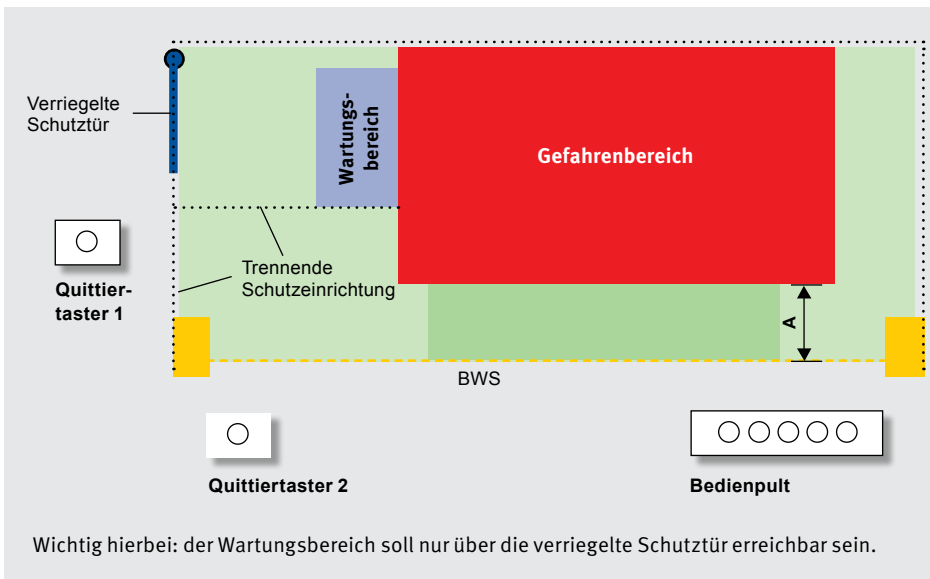 Verriegelte
Schutztür
Wartungs-
bereich
Gefahrenbereich
Quittier-
taster 1
Trennende
Schutzeinrichtung
A
BWS
Quittiertaster 2
Bedienpult
Wichtig hierbei: der Wartungsbereich soll nur über die verriegelte Schutztür erreichbar sein.